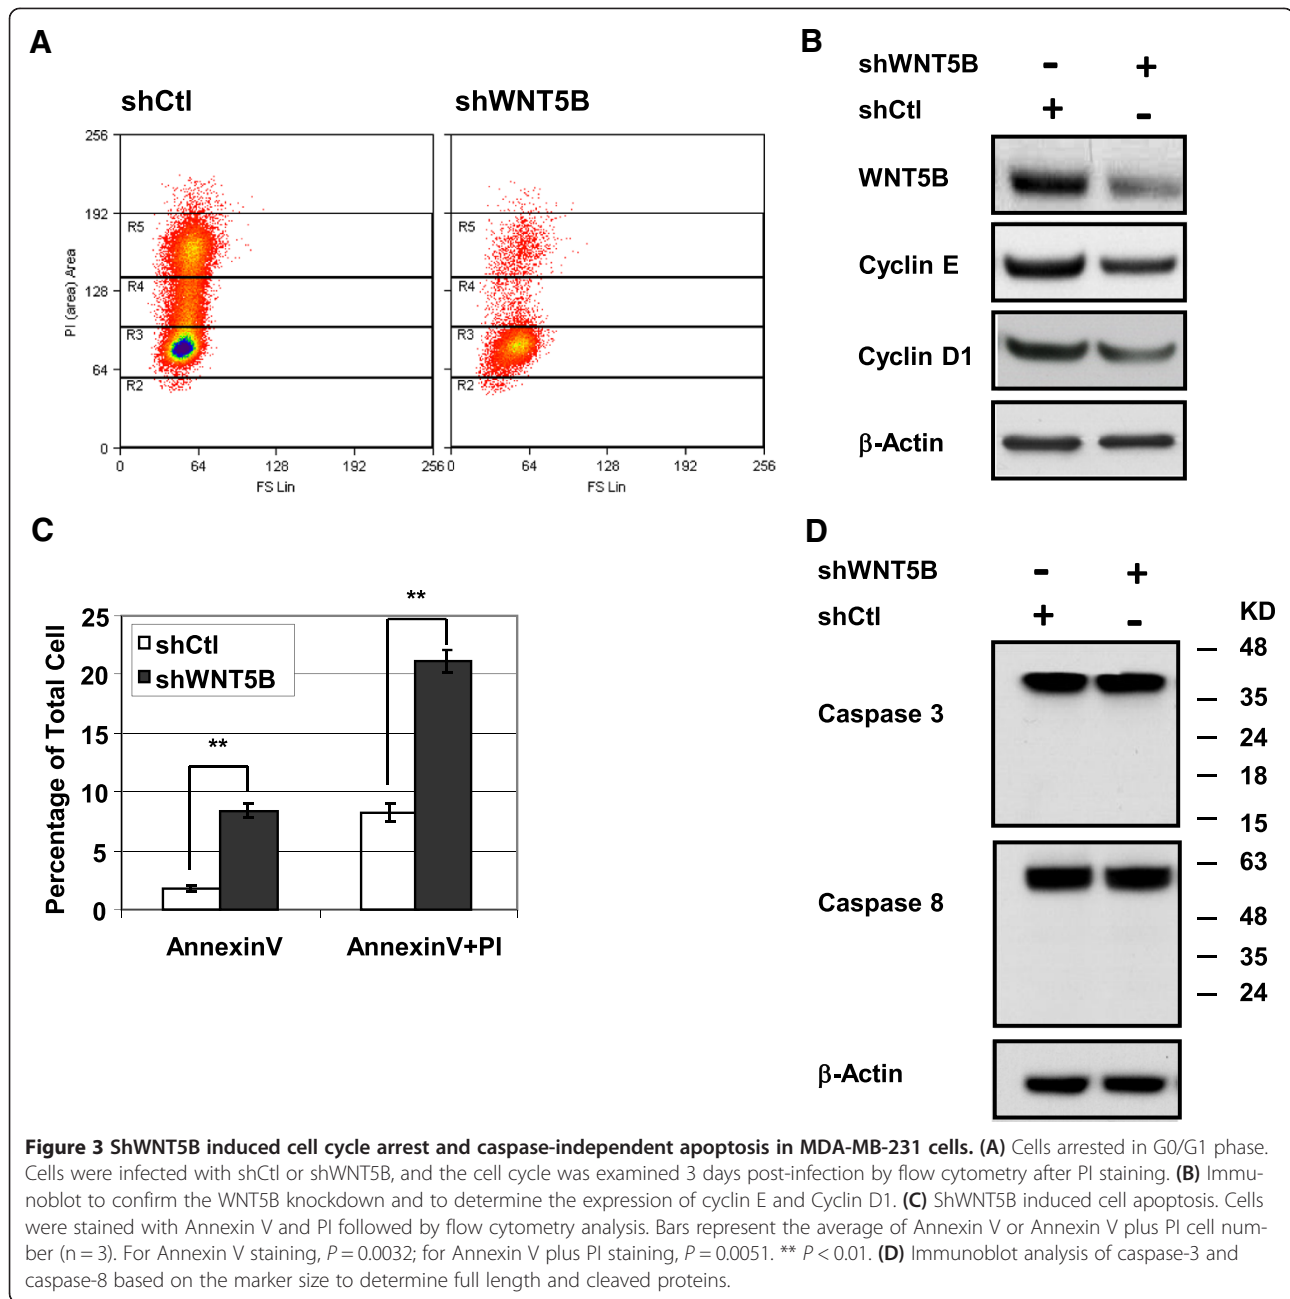 A
shCtl
shWNT5B
256
192
128
64
0
PI (area) Area
R5
R4
R3
R2
0 64 128 192 256
FS Lin
R5
R4
R3
R2
0 64 128 192 256
FS Lin
B
shWNT5B - +
shCtl + -
WNT5B
Cyclin E
Cyclin D1
β-Actin
C
Percentage of Total Cell
25
20
15
10
5
0
shCtl
shWNT5B
**
**
AnnexinV
AnnexinV+PI
D
shWNT5B - +
shCtl + - KD
Caspase 3
48
35
24
18
15
Caspase 8
63
48
35
24
β-Actin
Figure 3 ShWNT5B induced cell cycle arrest and caspase-independent apoptosis in MDA-MB-231 cells. (A) Cells arrested in G0/G1 phase.
Cells were infected with shCtl or shWNT5B, and the cell cycle was examined 3 days post-infection by flow cytometry after PI staining. (B) Immu-
noblot to confirm the WNT5B knockdown and to determine the expression of cyclin E and Cyclin D1. (C) ShWNT5B induced cell apoptosis. Cells
were stained with Annexin V and PI followed by flow cytometry analysis. Bars represent the average of Annexin V or Annexin V plus PI cell num-
ber (n = 3). For Annexin V staining, P = 0.0032; for Annexin V plus PI staining, P = 0.0051. ** P < 0.01. (D) Immunoblot analysis of caspase-3 and
caspase-8 based on the marker size to determine full length and cleaved proteins.